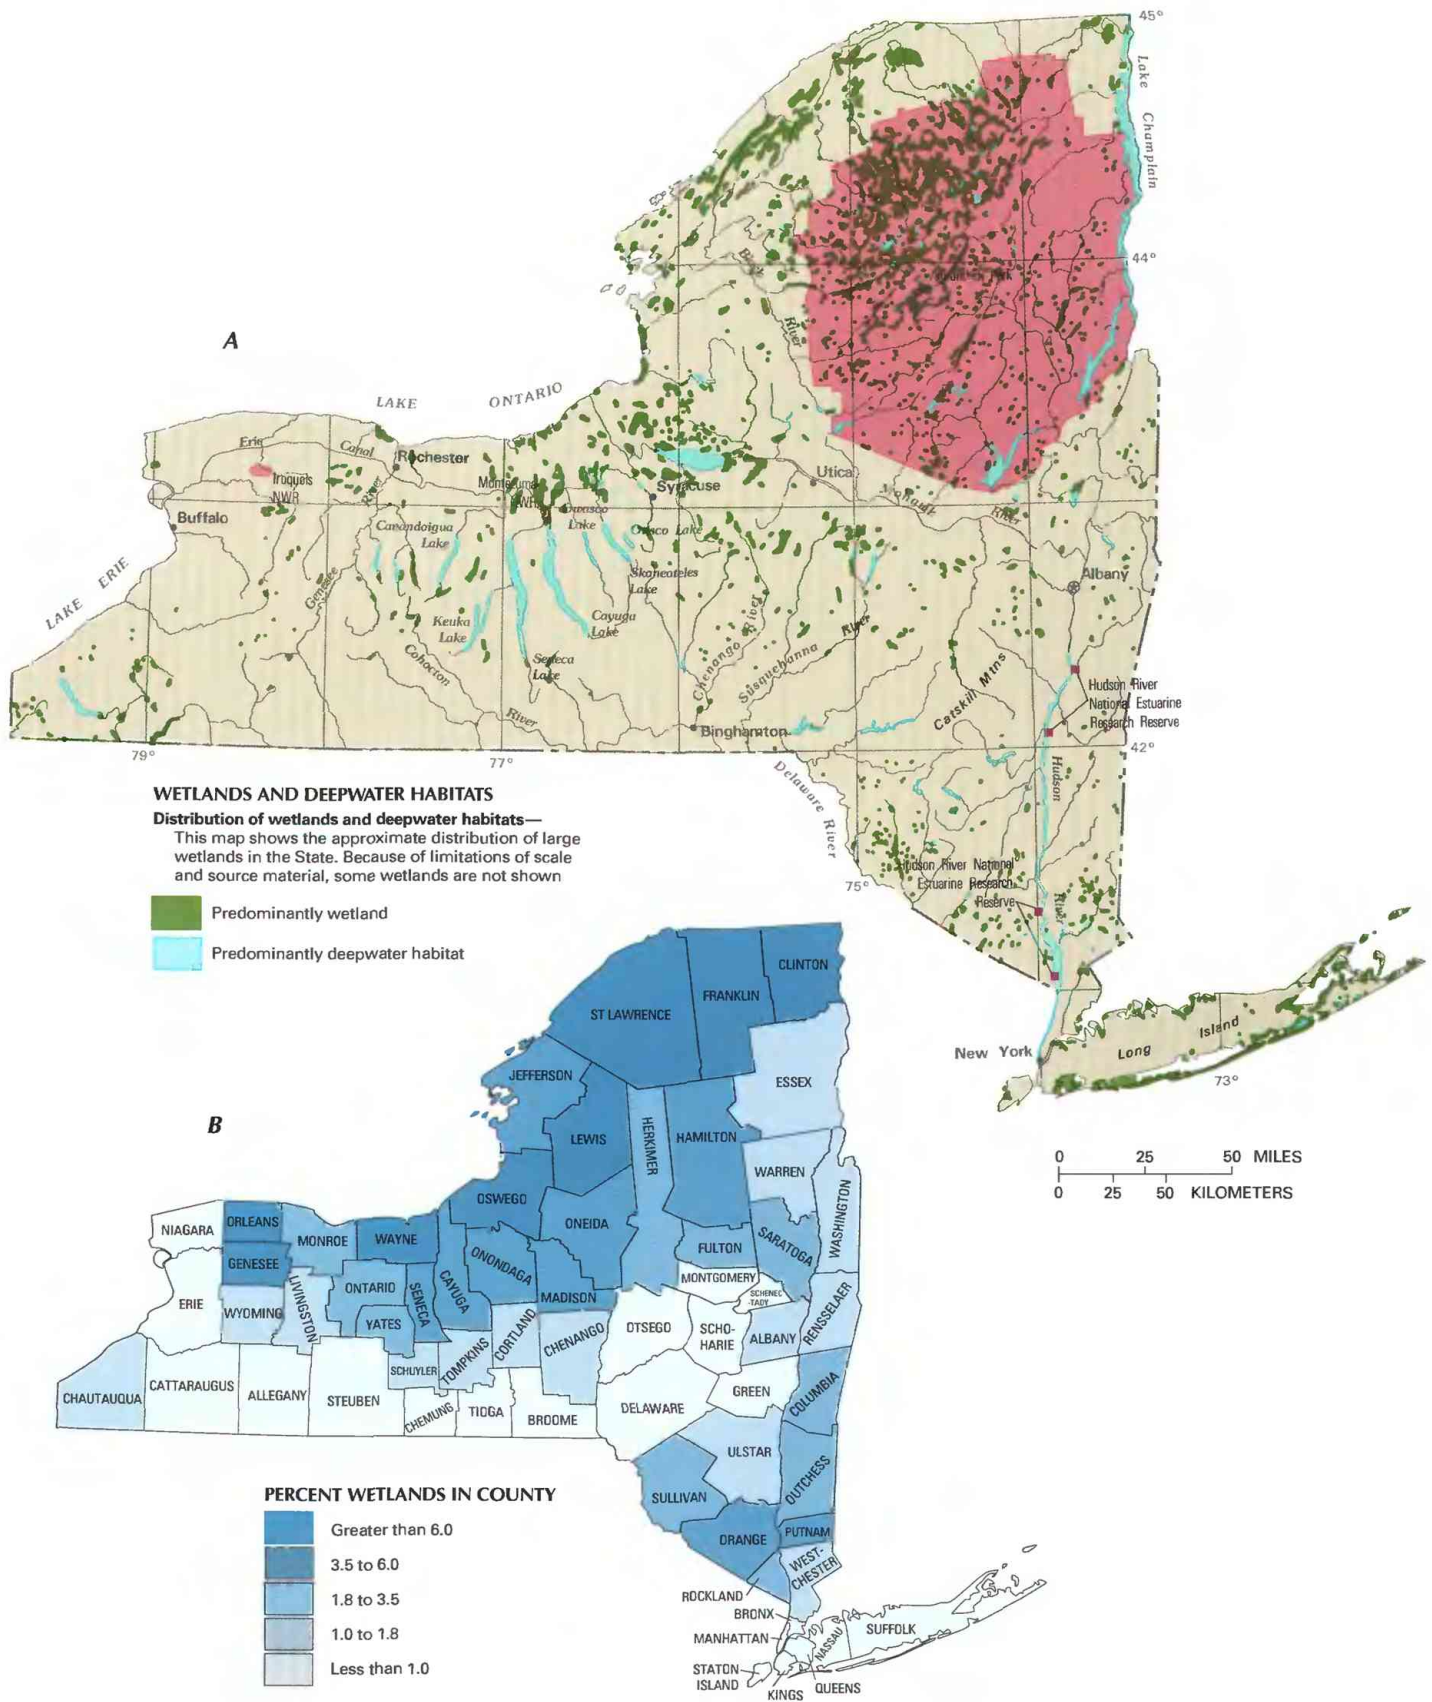 45°
Lake
Champlain
44°
Black
River
A
LAKE ONTARIO
Erie
Canal
Rochester
Iroquois
NWR
River
Montezuma
NWR
Syracuse
Utica
Mohawk
River
Buffalo
Canandaigua
Lake
Owasco
Lake
Otisco Lake
LAKE ERIE
Genesee
Skaneateles
Lake
Albany
Keuka
Lake
Cayuga
Lake
Seneca
Lake
Cohocton
River
Chenango River
Susquehanna
River
Catskill Mtns
Hudson River
National Estuarine
Research Reserve
Binghamton
79°
77°
42°
Delaware River
Hudson
River
75°
Hudson River National
Estuarine Research
Reserve
New York
Long Island
73°
WETLANDS AND DEEPWATER HABITATS
Distribution of wetlands and deepwater habitats—
This map shows the approximate distribution of large
wetlands in the State. Because of limitations of scale
and source material, some wetlands are not shown
Predominantly wetland
Predominantly deepwater habitat
0 25 50 MILES
0 25 50 KILOMETERS
B
CLINTON
FRANKLIN
ST LAWRENCE
JEFFERSON
ESSEX
LEWIS
HERKIMER
HAMILTON
WARREN
WASHINGTON
OSWEGO
ONEIDA
NIAGARA
ORLEANS
MONROE
WAYNE
GENESEE
ONONDAGA
FULTON
SARATOGA
MONTGOMERY
SCHENEC
-TADY
ERIE
WYOMING
LIVINGSTON
ONTARIO
YATES
SENECA
CAYUGA
MADISON
CORTLAND
CHENANGO
OTSEGO
SCHO-
HARIE
ALBANY
RENSSELAER
SCHUYLER
TOMPKINS
CHAUTAUQUA
CATTARAUGUS
ALLEGANY
STEUBEN
CHEMUNG
TIOGA
BROOME
DELAWARE
GREEN
COLUMBIA
ULSTAR
SULLIVAN
OUTCHESS
ORANGE
PUTNAM
WEST-
CHESTER
ROCKLAND
BRONX
MANHATTAN
STATON
ISLAND
KINGS
QUEENS
NASSAU
SUFFOLK
PERCENT WETLANDS IN COUNTY
Greater than 6.0
3.5 to 6.0
1.8 to 3.5
1.0 to 1.8
Less than 1.0